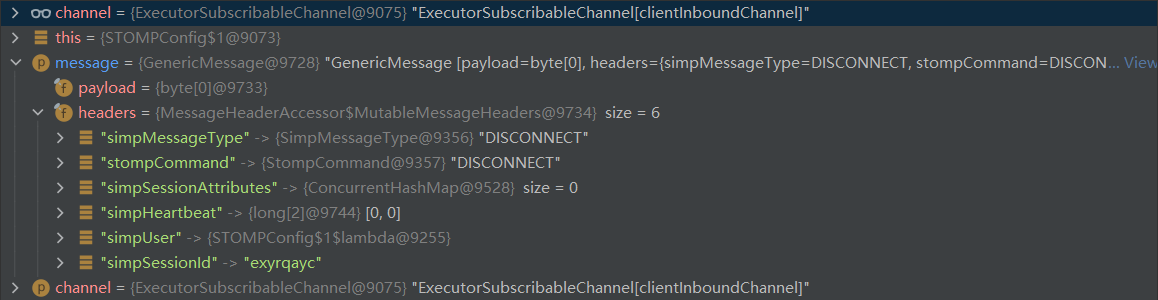 channel = {ExecutorSubscribableChannel@9075} "ExecutorSubscribableChannel[clientInboundChannel]"
this = {STOMPConfig$1@9073}
message = {GenericMessage@9728} "GenericMessage [payload=byte[0], headers={simpMessageType=DISCONNECT, stompCommand=DISCON... View
payload = {byte[0]@9733}
headers = {MessageHeaderAccessor$MutableMessageHeaders@9734} size = 6
"simpMessageType" -> {SimpMessageType@9356} "DISCONNECT"
"stompCommand" -> {StompCommand@9357} "DISCONNECT"
"simpSessionAttributes" -> {ConcurrentHashMap@9528} size = 0
"simpHeartbeat" -> {long[2]@9744} [0, 0]
"simpUser" -> {STOMPConfig$1$lambda@9255}
"simpSessionId" -> "exyrqayc"
channel = {ExecutorSubscribableChannel@9075} "ExecutorSubscribableChannel[clientInboundChannel]"